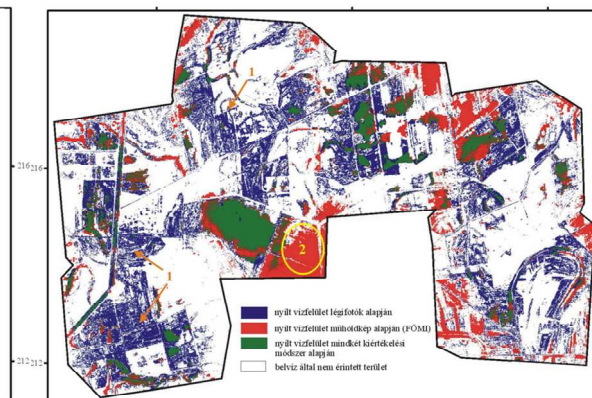 1
216
216
2
1
nyílt vízfelület légifotók alapján
nyílt vízfelület műholdkép alapján (FÖMI)
nyílt vízfelület mindkét kiértékelési
módszer alapján
belvíz által nem érintett terület
212
212